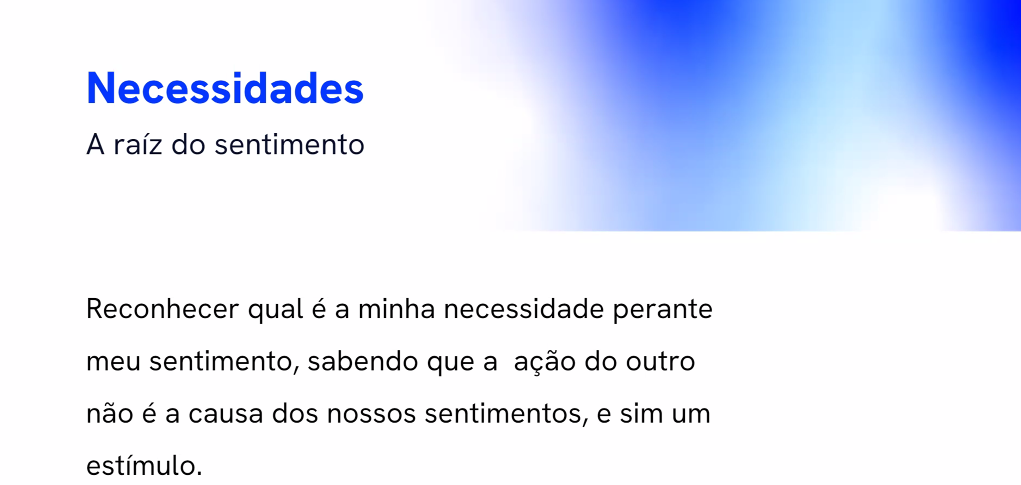 Necessidades
A raíz do sentimento
Reconhecer qual é a minha necessidade perante
meu sentimento, sabendo que a  ação do outro
não é a causa dos nossos sentimentos, e sim um
estímulo.